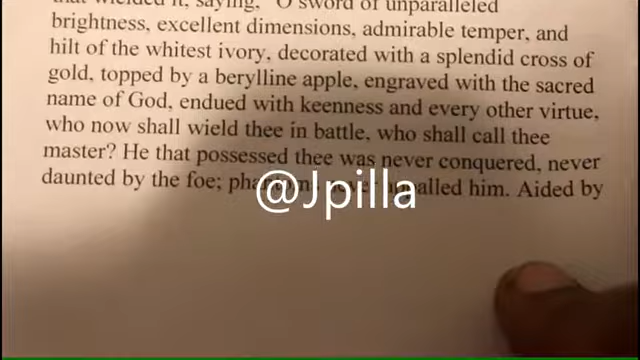 that wielded it, saying, "O sword of unparalleled
brightness, excellent dimensions, admirable temper, and
hilt of the whitest ivory, decorated with a splendid cross of
gold, topped by a berylline apple, engraved with the sacred
name of God, endued with keenness and every other virtue,
who now shall wield thee in battle, who shall call thee
master? He that possessed thee was never conquered, never
daunted by the foe; phantoms never appalled him. Aided by
@Jpilla